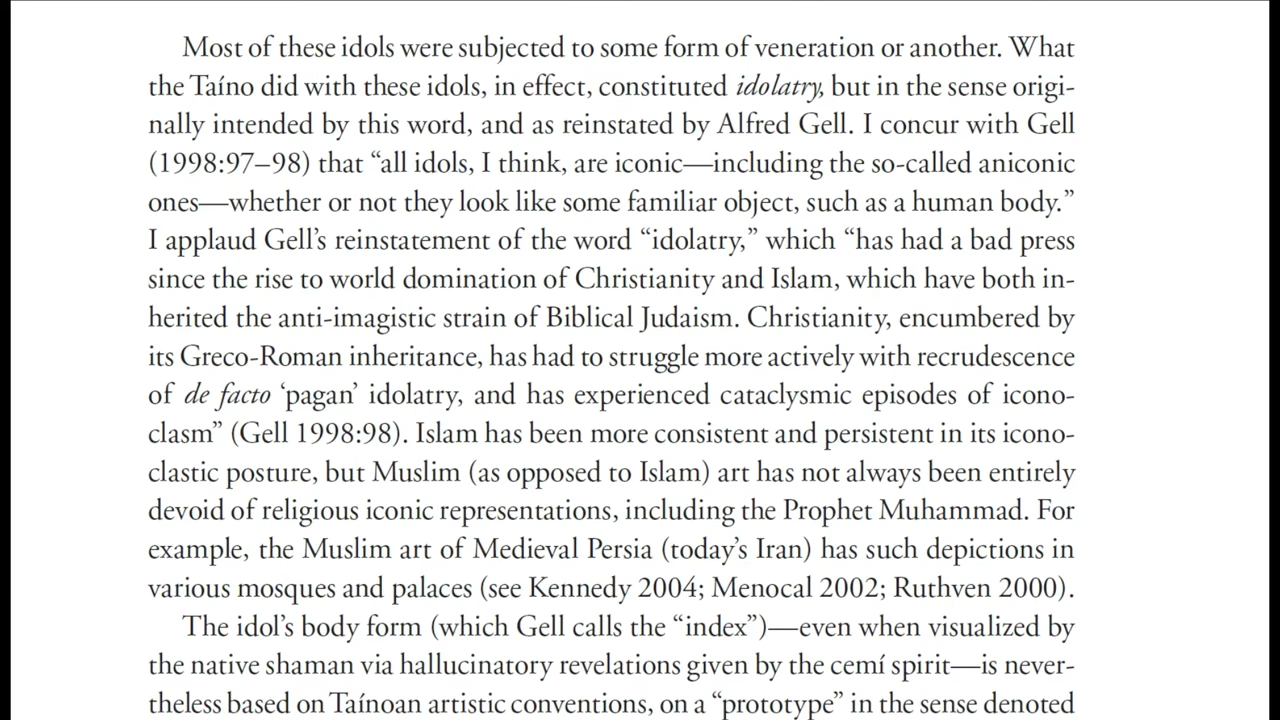 Most of these idols were subjected to some form of veneration or another. What
the Taíno did with these idols, in effect, constituted idolatry, but in the sense origi-
nally intended by this word, and as reinstated by Alfred Gell. I concur with Gell
(1998:97–98) that “all idols, I think, are iconic—including the so-called aniconic
ones—whether or not they look like some familiar object, such as a human body.”
I applaud Gell’s reinstatement of the word “idolatry,” which “has had a bad press
since the rise to world domination of Christianity and Islam, which have both in-
herited the anti-imagistic strain of Biblical Judaism. Christianity, encumbered by
its Greco-Roman inheritance, has had to struggle more actively with recrudescence
of de facto ‘pagan’ idolatry, and has experienced cataclysmic episodes of icono-
clasm” (Gell 1998:98). Islam has been more consistent and persistent in its icono-
clastic posture, but Muslim (as opposed to Islam) art has not always been entirely
devoid of religious iconic representations, including the Prophet Muhammad. For
example, the Muslim art of Medieval Persia (today’s Iran) has such depictions in
various mosques and palaces (see Kennedy 2004; Menocal 2002; Ruthven 2000).
The idol’s body form (which Gell calls the “index”)—even when visualized by
the native shaman via hallucinatory revelations given by the cemí spirit—is never-
theless based on Taínoan artistic conventions, on a “prototype” in the sense denoted